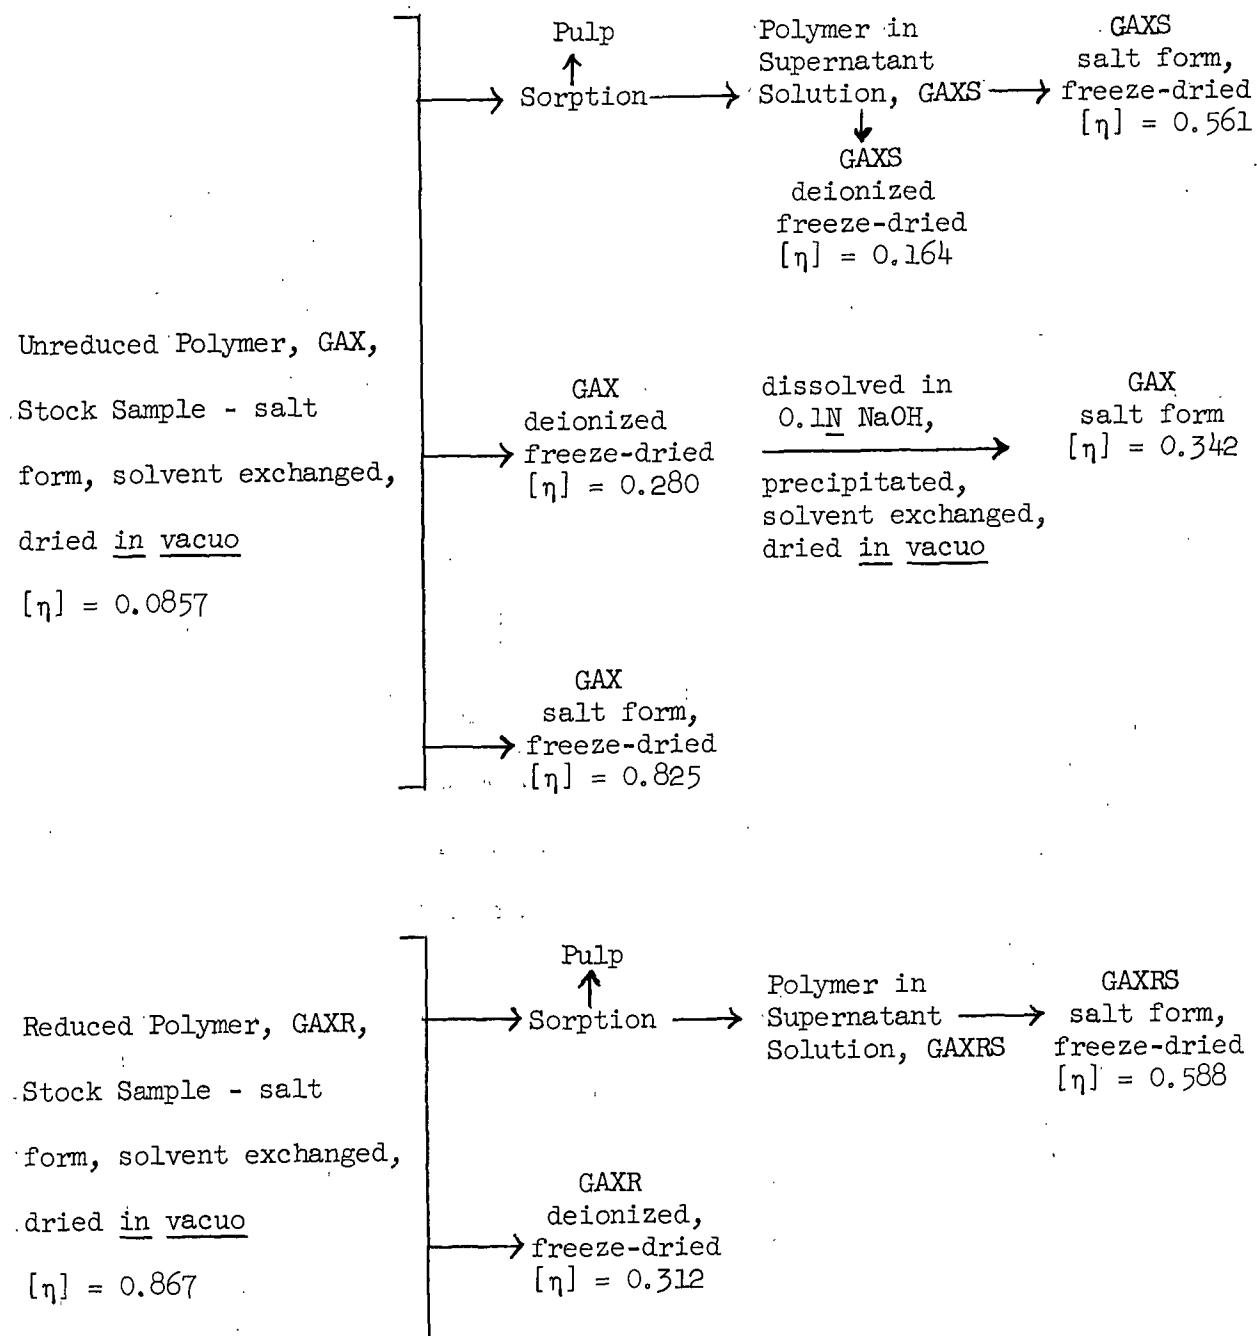 Pulp
Sorption
Polymer in
Supernatant
Solution, GAXS
GAXS
salt form,
freeze-dried
[η] = 0.561
GAXS
deionized
freeze-dried
[η] = 0.164
Unreduced Polymer, GAX,
Stock Sample - salt
form, solvent exchanged,
dried in vacuo
[η] = 0.0857
GAX
deionized
freeze-dried
[η] = 0.280
dissolved in
0.1N NaOH,
precipitated,
solvent exchanged,
dried in vacuo
GAX
salt form
[η] = 0.342
GAX
salt form,
freeze-dried
[η] = 0.825
Pulp
Sorption
Polymer in
Supernatant
Solution, GAXRS
GAXRS
salt form,
freeze-dried
[η] = 0.588
Reduced Polymer, GAXR,
Stock Sample - salt
form, solvent exchanged,
dried in vacuo
[η] = 0.867
GAXR
deionized,
freeze-dried
[η] = 0.312